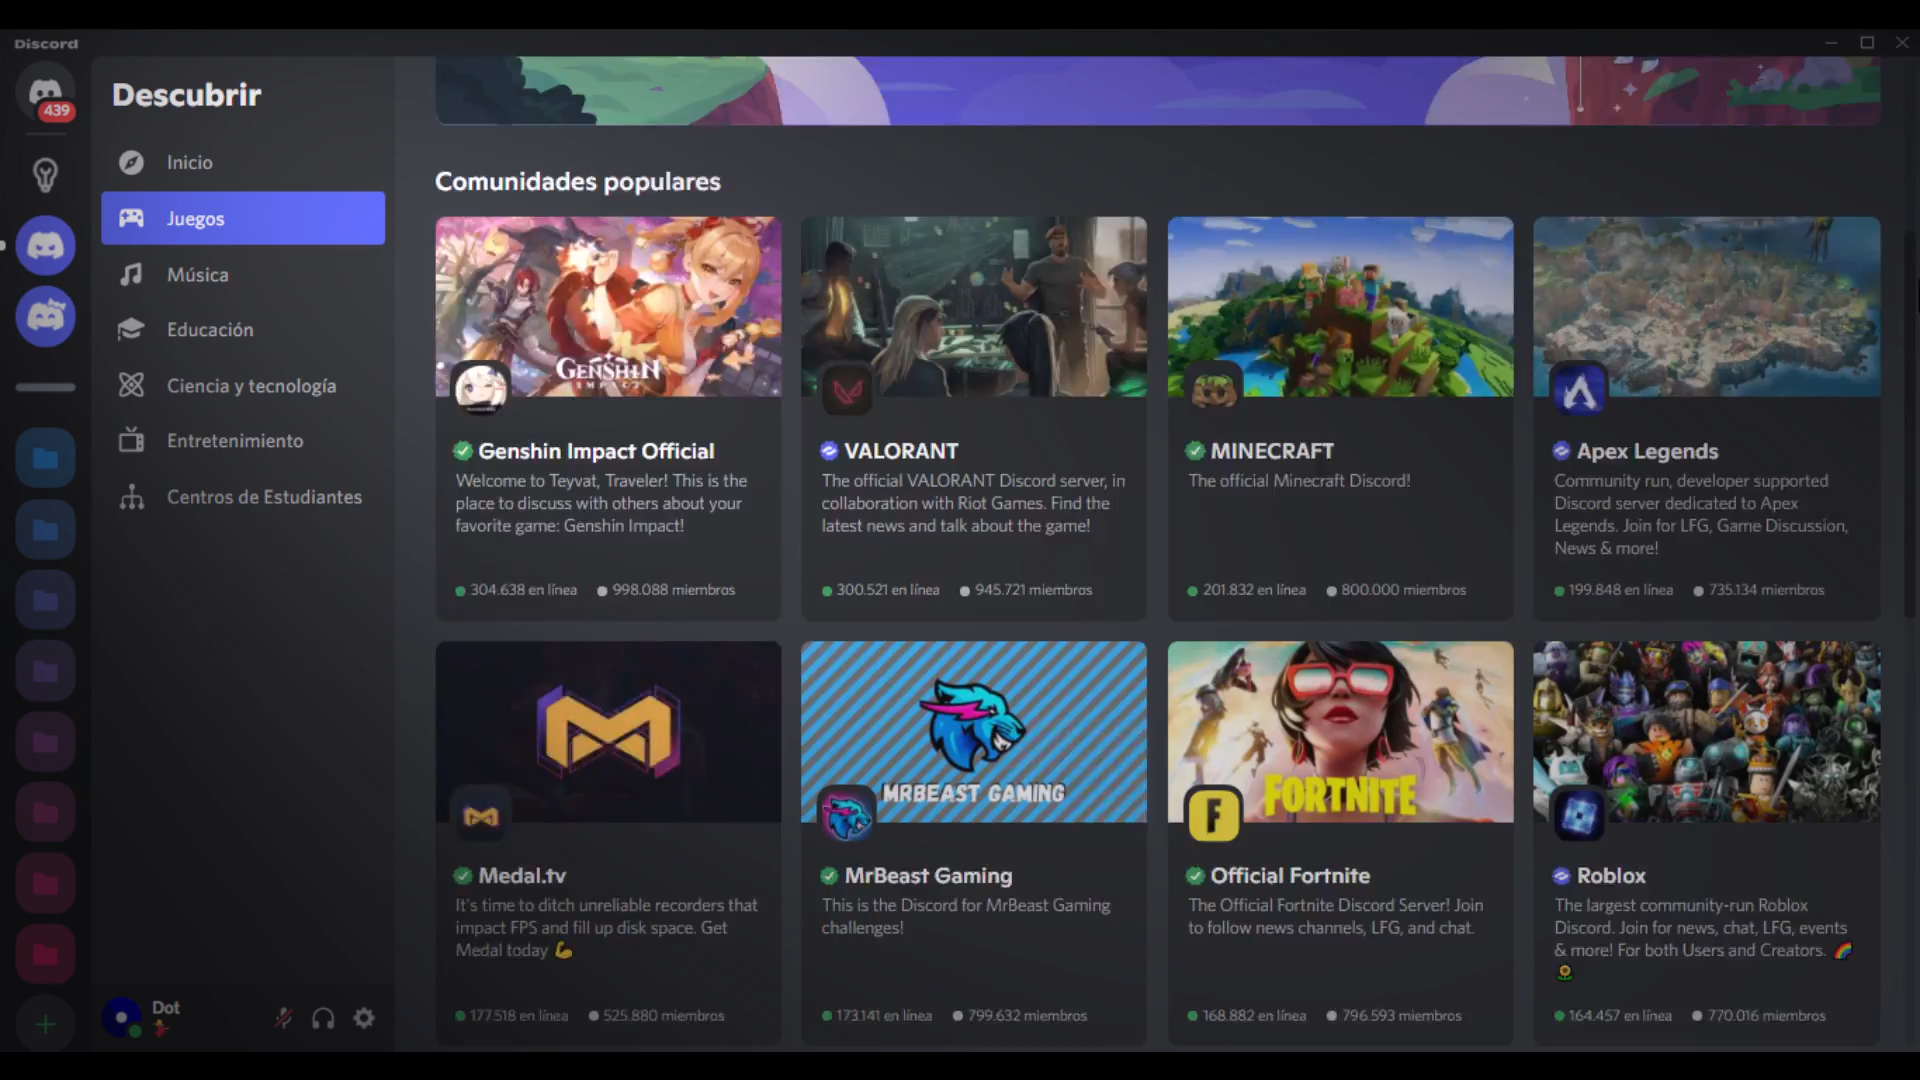 Discord
439
Descubrir
Inicio
Juegos
Música
Educación
Ciencia y tecnología
Entretenimiento
Centros de Estudiantes
Dot
Comunidades populares
GENSHIN
IMPACT
Genshin Impact Official
Welcome to Teyvat, Traveler! This is the
place to discuss with others about your
favorite game: Genshin Impact!
304.638 en línea 998.088 miembros
VALORANT
The official VALORANT Discord server, in
collaboration with Riot Games. Find the
latest news and talk about the game!
300.521 en línea 945.721 miembros
MINECRAFT
The official Minecraft Discord!
201.832 en línea 800.000 miembros
Apex Legends
Community run, developer supported
Discord server dedicated to Apex
Legends. Join for LFG, Game Discussion,
News & more!
199.848 en línea 735.134 miembros
Medal.tv
It's time to ditch unreliable recorders that
impact FPS and fill up disk space. Get
Medal today 💪
177.518 en línea 525.880 miembros
MRBEAST GAMING
MrBeast Gaming
This is the Discord for MrBeast Gaming
challenges!
173.141 en línea 799.632 miembros
FORTNITE
F
Official Fortnite
The Official Fortnite Discord Server! Join
to follow news channels, LFG, and chat.
168.882 en línea 796.593 miembros
Roblox
The largest community-run Roblox
Discord. Join for news, chat, LFG, events
& more! For both Users and Creators. 🌈
🌻
164.457 en línea 770.016 miembros